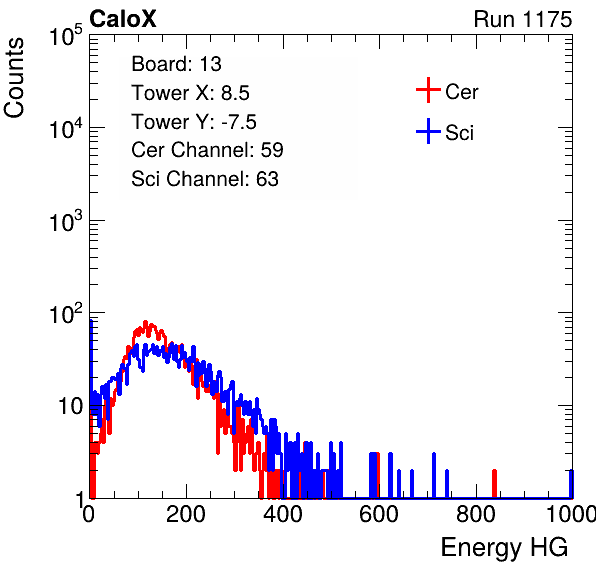 CaloX Run 1175
Counts
10^5
10^4
10^3
10^2
10
1
Board: 13
Tower X: 8.5
Tower Y: -7.5
Cer Channel: 59
Sci Channel: 63
Cer
Sci
0 200 400 600 800 1000
Energy HG